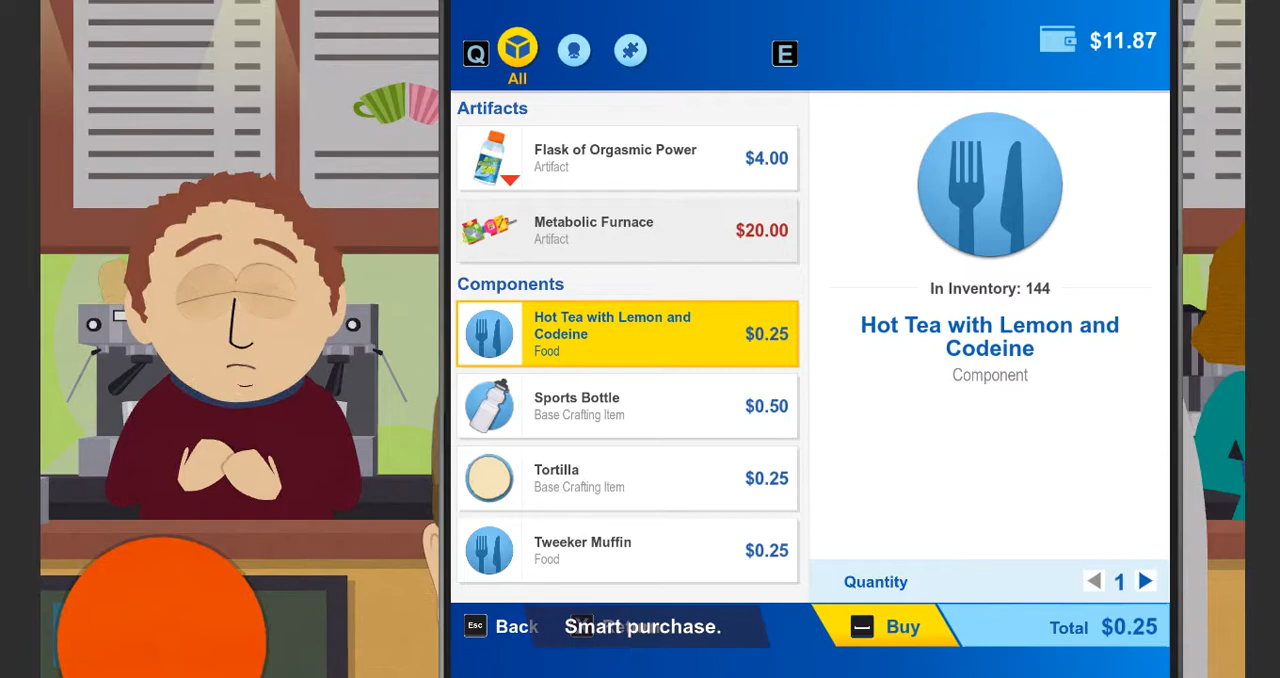 Q
E
All
$11.87
Artifacts
Flask of Orgasmic Power
Artifact
$4.00
Metabolic Furnace
Artifact
$20.00
Components
Hot Tea with Lemon and
Codeine
Food
$0.25
Sports Bottle
Base Crafting Item
$0.50
Tortilla
Base Crafting Item
$0.25
Tweeker Muffin
Food
$0.25
In Inventory: 144
Hot Tea with Lemon and
Codeine
Component
Quantity
1
Esc Back
Smart purchase.
Buy
Total $0.25